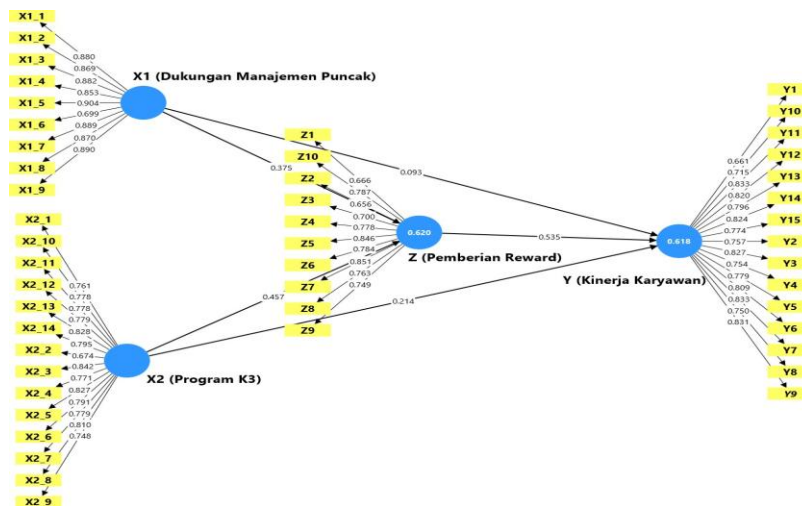 X1_1
X1_2
X1_3
X1_4
X1_5
X1_6
X1_7
X1_8
X1_9
0.880
0.869
0.882
0.853
0.904
0.699
0.889
0.870
0.890
X1 (Dukungan Manajemen Puncak)
X2_1
X2_10
X2_11
X2_12
X2_13
X2_14
X2_2
X2_3
X2_4
X2_5
X2_6
X2_7
X2_8
X2_9
0.761
0.778
0.778
0.779
0.828
0.795
0.674
0.842
0.771
0.827
0.791
0.779
0.810
0.748
X2 (Program K3)
0.375
0.457
0.093
0.214
0.535
Z1
Z10
Z2
Z3
Z4
Z5
Z6
Z7
Z8
Z9
0.666
0.787
0.656
0.700
0.778
0.846
0.784
0.851
0.763
0.749
0.620
Z (Pemberian Reward)
0.618
Y (Kinerja Karyawan)
0.661
0.715
0.833
0.820
0.796
0.824
0.774
0.757
0.827
0.754
0.779
0.809
0.833
0.750
0.831
Y1
Y10
Y11
Y12
Y13
Y14
Y15
Y2
Y3
Y4
Y5
Y6
Y7
Y8
Y9